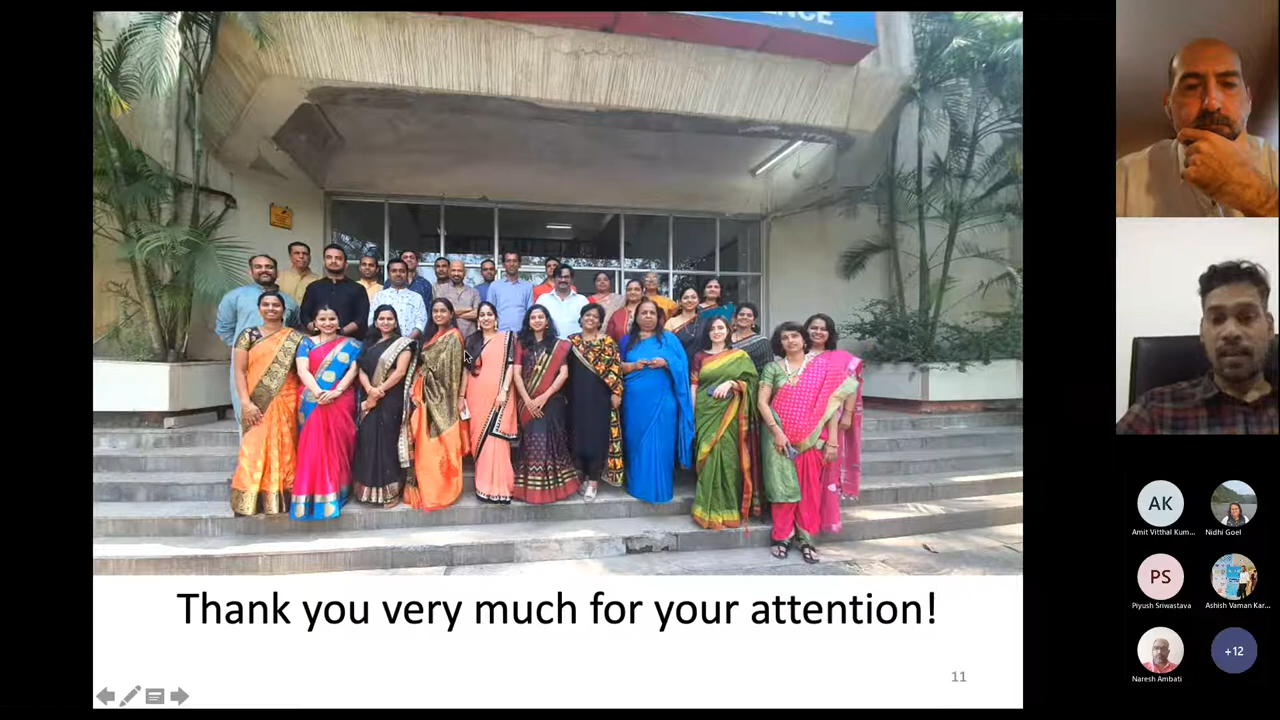 ENCE
Thank you very much for your attention!
11
AK
Amit Vitthal Kum...
Nidhi Goel
PS
Piyush Sriwastava
Ashish Vaman Kar...
Naresh Ambati
+12